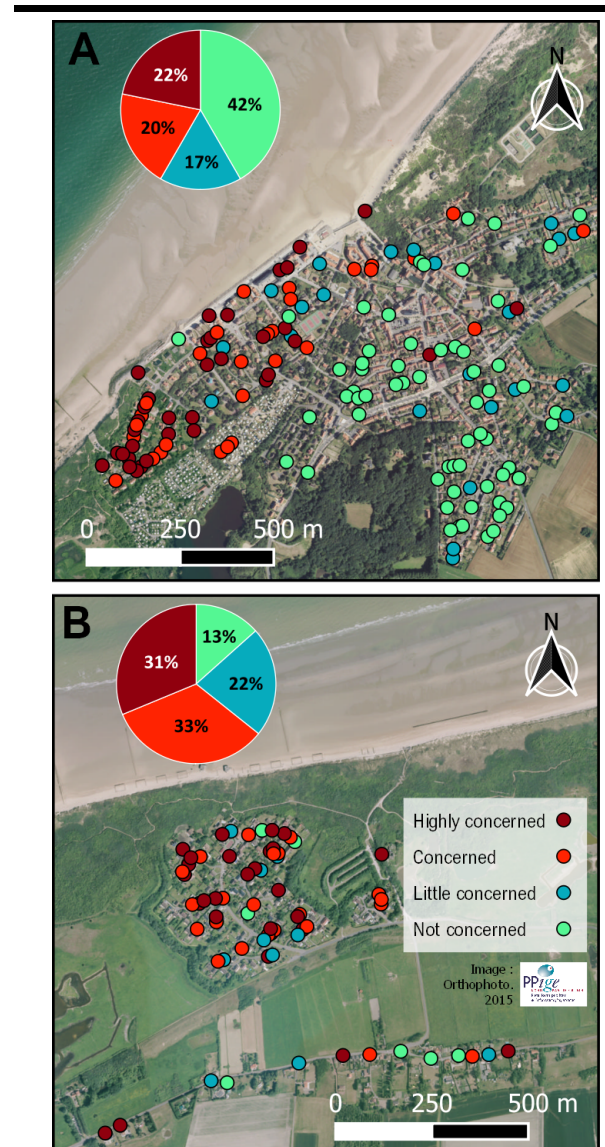 A
N
22%
42%
20%
17%
0 250 500 m
B
N
13%
31%
22%
33%
Highly concerned
Concerned
Little concerned
Not concerned
Image :
Orthophoto.
2015
PPige
0 250 500 m